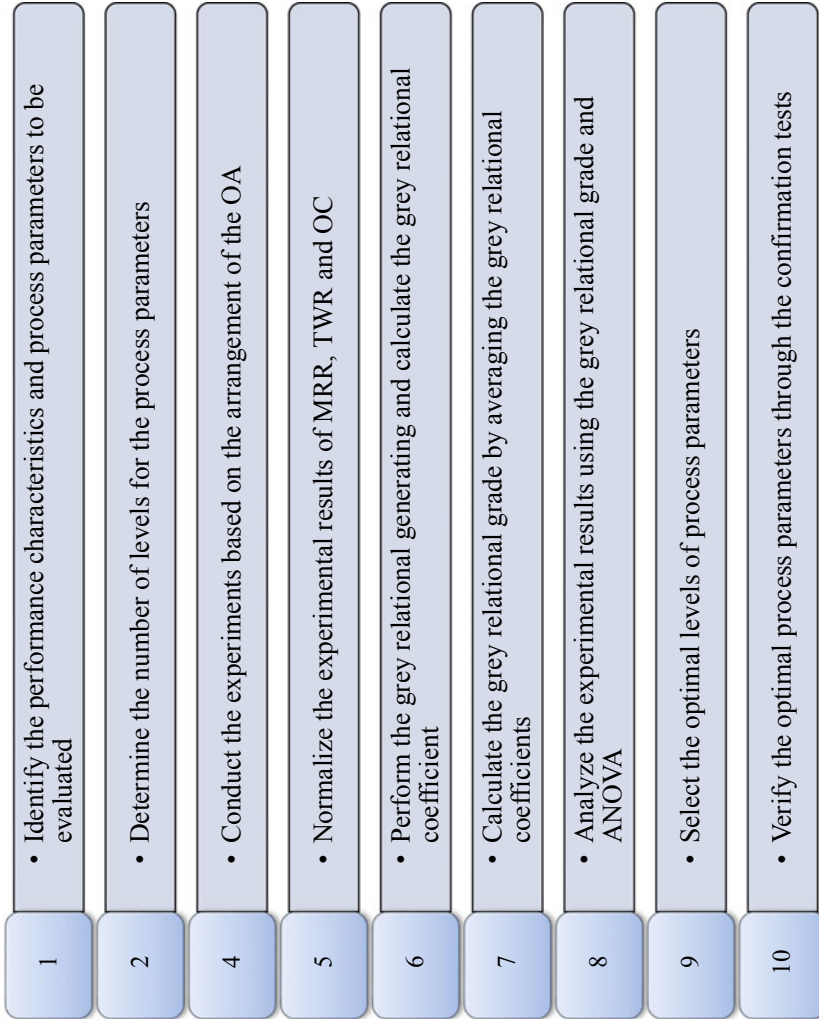 1
• Identify the performance characteristics and process parameters to be
evaluated
2
• Determine the number of levels for the process parameters
4
• Conduct the experiments based on the arrangement of the OA
5
• Normalize the experimental results of MRR, TWR and OC
6
• Perform the grey relational generating and calculate the grey relational
coefficient
7
• Calculate the grey relational grade by averaging the grey relational
coefficients
8
• Analyze the experimental results using the grey relational grade and
ANOVA
9
• Select the optimal levels of process parameters
10
• Verify the optimal process parameters through the confirmation tests